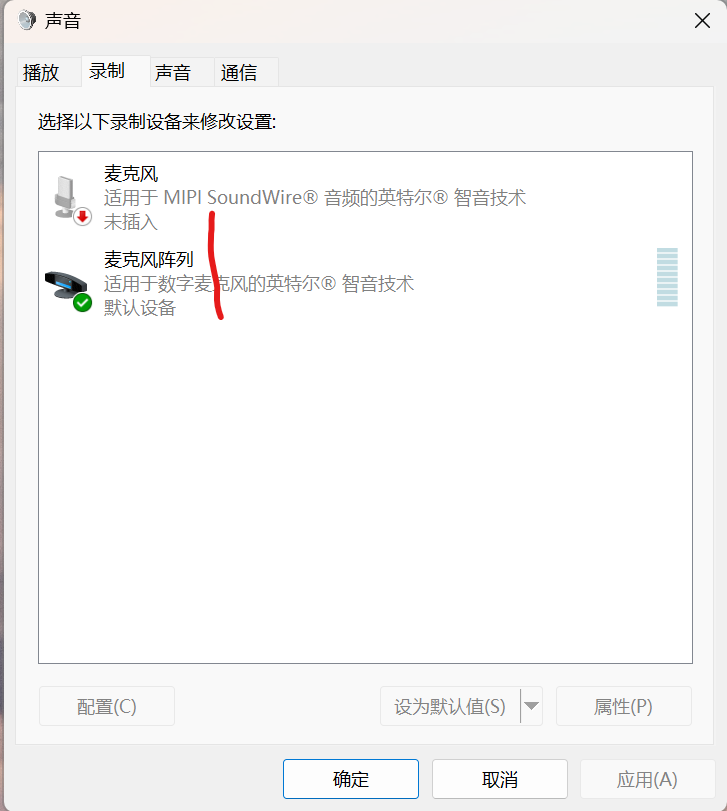 声音
播放 录制 声音 通信
选择以下录制设备来修改设置:
麦克风
适用于 MIPI SoundWire® 音频的英特尔® 智音技术
未插入
麦克风阵列
适用于数字麦克风的英特尔® 智音技术
默认设备
配置(C) 设为默认值(S) 属性(P)
确定 取消 应用(A)